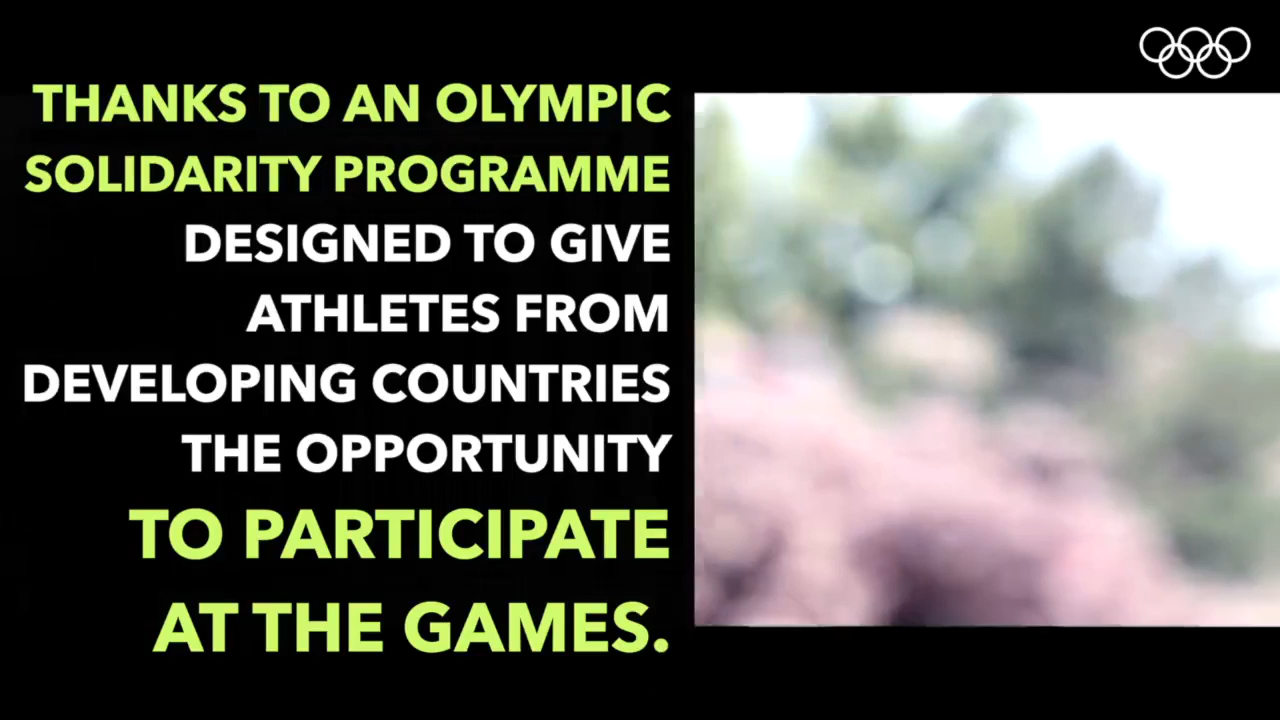 THANKS TO AN OLYMPIC
SOLIDARITY PROGRAMME
DESIGNED TO GIVE
ATHLETES FROM
DEVELOPING COUNTRIES
THE OPPORTUNITY
TO PARTICIPATE
AT THE GAMES.